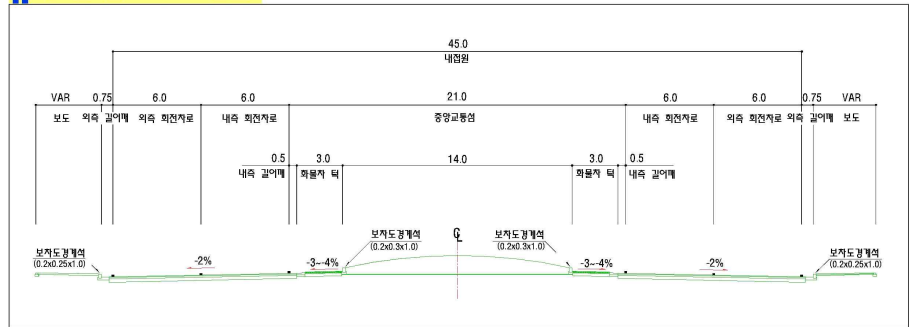 45.0
내접원
VAR 0.75 6.0 6.0 21.0 6.0 6.0 0.75 VAR
보도 외측 길어깨 외측 회전차로 내측 회전차로 중앙교통섬 내측 회전차로 외측 회전차로 외측 길어깨 보도
0.5 3.0 14.0 3.0 0.5
내측 길어깨 화물차 턱 화물차 턱 내측 길어깨
보차도경계석
(0.2x0.25x1.0)
-2%
-3~-4%
보차도경계석
(0.2x0.3x1.0)
CL
보차도경계석
(0.2x0.3x1.0)
-3~-4%
-2%
보차도경계석
(0.2x0.25x1.0)